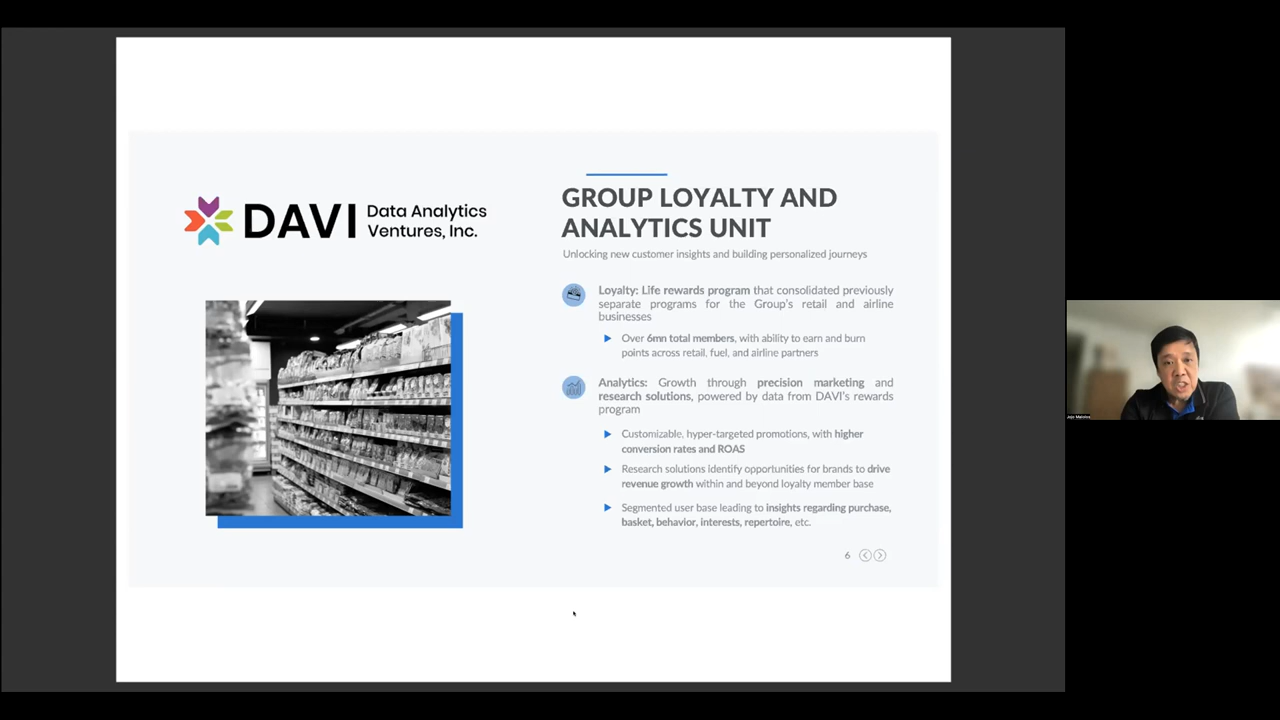 DAVI
Data Analytics
Ventures, Inc.
GROUP LOYALTY AND
ANALYTICS UNIT
Unlocking new customer insights and building personalized journeys
Loyalty: Life rewards program that consolidated previously
separate programs for the Group's retail and airline
businesses
Over 6mn total members, with ability to earn and burn
points across retail, fuel, and airline partners
Analytics: Growth through precision marketing and
research solutions, powered by data from DAVI's rewards
program
Customizable, hyper-targeted promotions, with higher
conversion rates and ROAS
Research solutions identify opportunities for brands to drive
revenue growth within and beyond loyalty member base
Segmented user base leading to insights regarding purchase,
basket, behavior, interests, repertoire, etc.
6